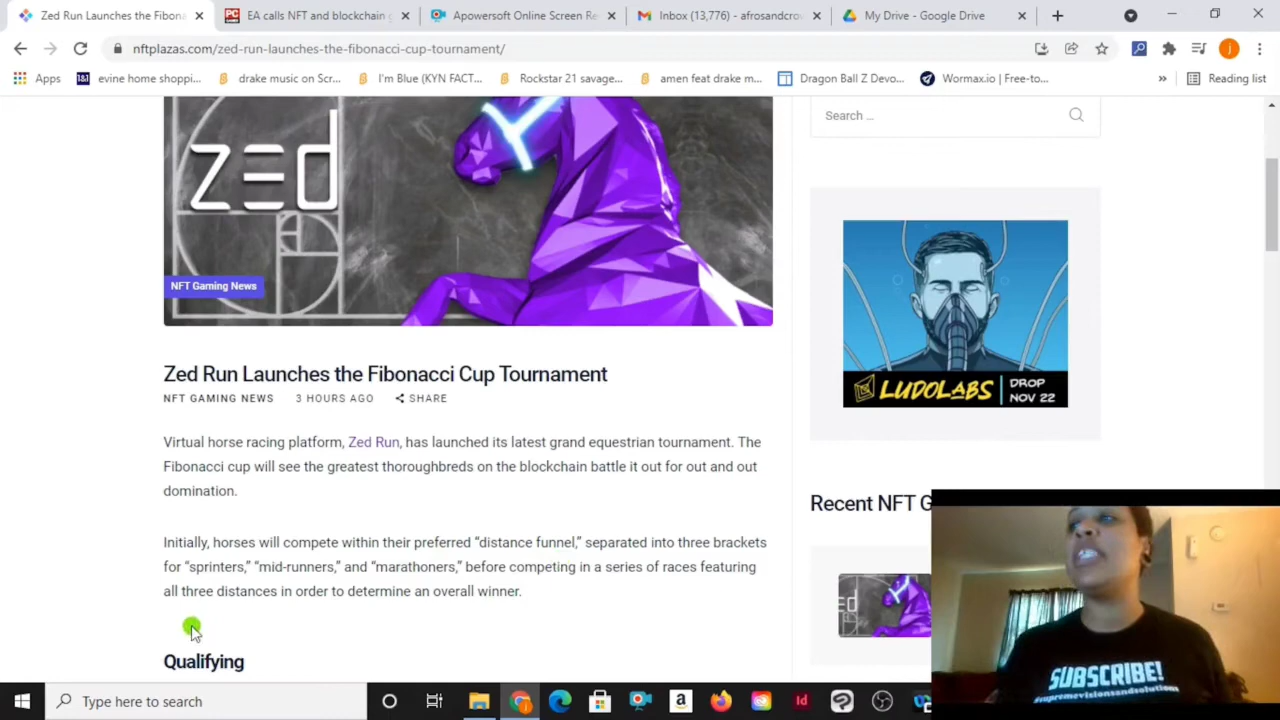 Zed Run Launches the Fibona
EA calls NFT and blockchain g
Apowersoft Online Screen Re
Inbox (13,776) - afrosandcro
My Drive - Google Drive
nftplazas.com/zed-run-launches-the-fibonacci-cup-tournament/
Apps
evine home shoppi...
drake music on Scr...
I'm Blue (KYN FACT...
Rockstar 21 savage...
amen feat drake m...
Dragon Ball Z Devo...
Wormax.io | Free-to...
»
Reading list
zed
NFT Gaming News
Search ...
LUDOLABS
DROP
NOV 22
Zed Run Launches the Fibonacci Cup Tournament
NFT GAMING NEWS 3 HOURS AGO SHARE
Virtual horse racing platform, Zed Run, has launched its latest grand equestrian tournament. The
Fibonacci cup will see the greatest thoroughbreds on the blockchain battle it out for out and out
domination.
Initially, horses will compete within their preferred “distance funnel,” separated into three brackets
for “sprinters,” “mid-runners,” and “marathoners,” before competing in a series of races featuring
all three distances in order to determine an overall winner.
Qualifying
Recent NFT G
SUBSCRIBE!
#supremevisionsandsolutions
Type here to search